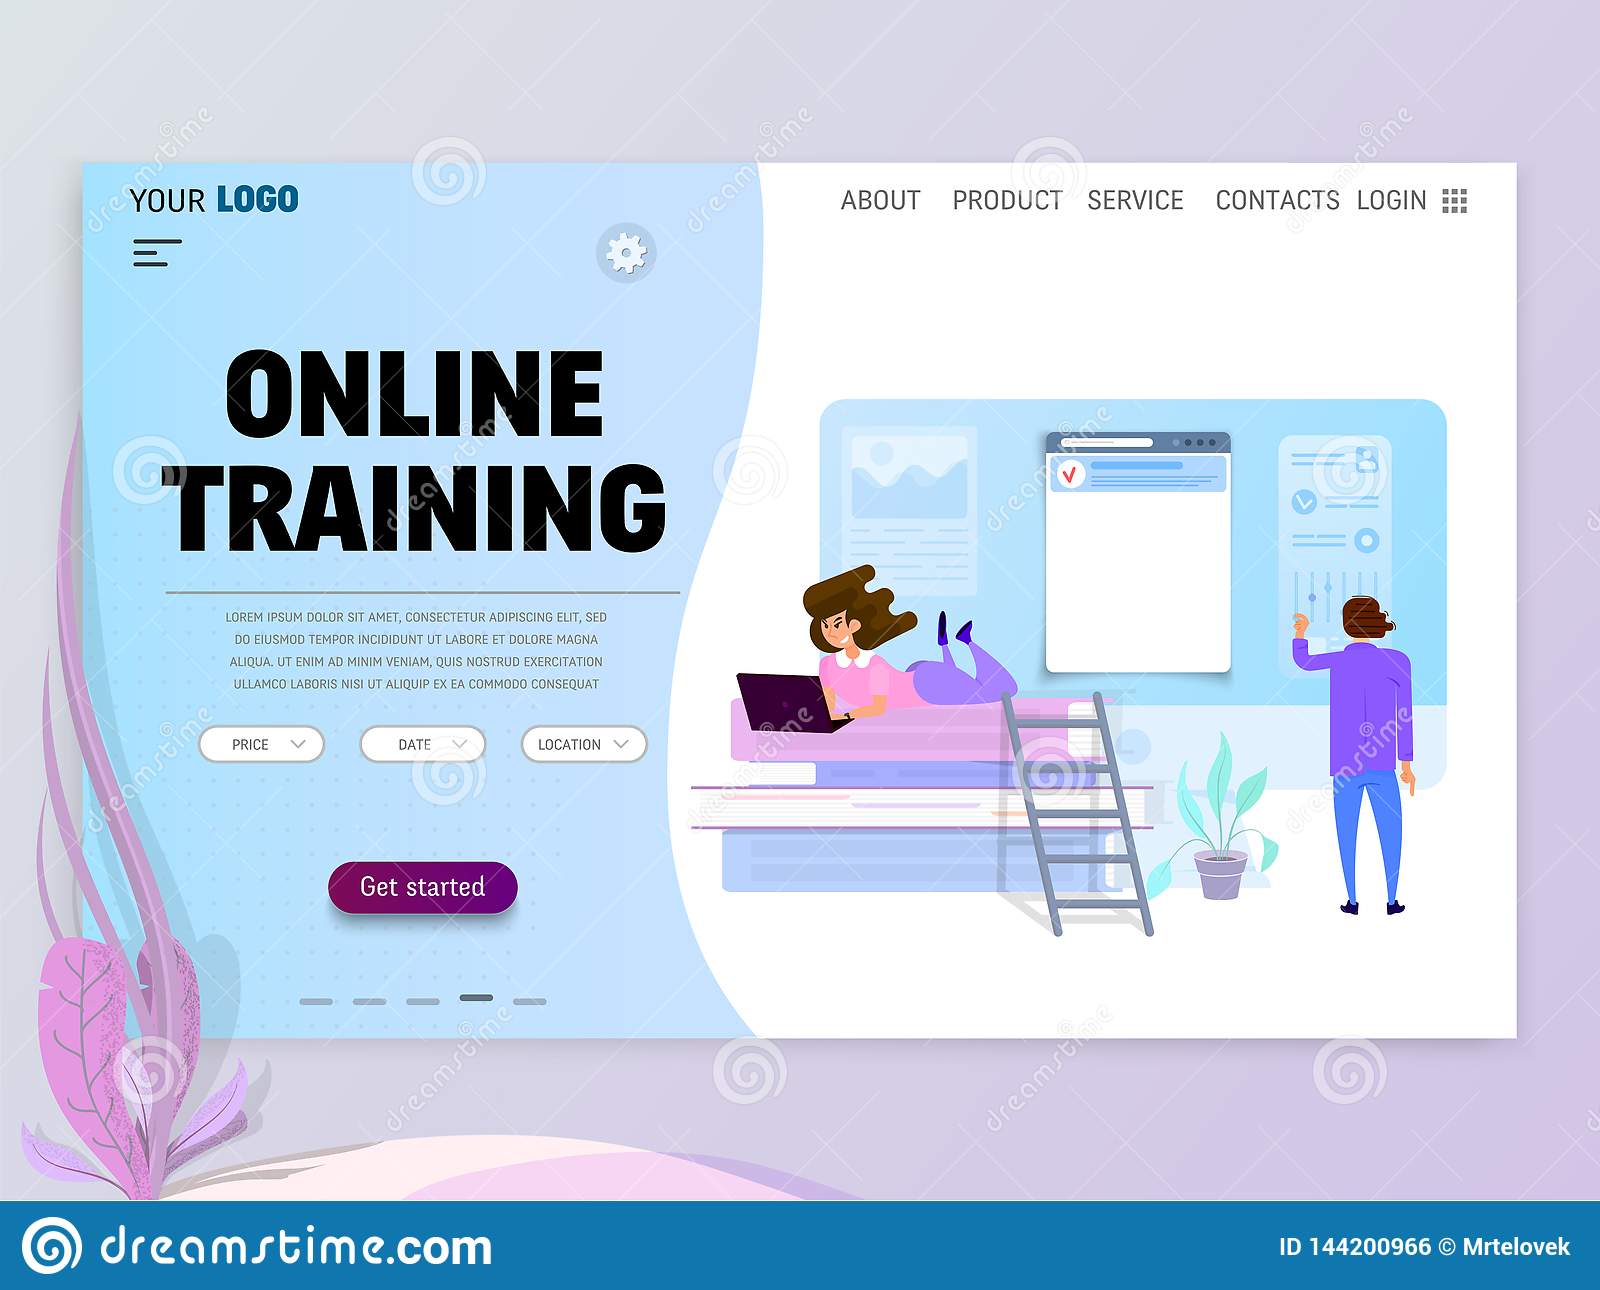 YOUR LOGO
ABOUT PRODUCT SERVICE CONTACTS LOGIN
ONLINE
TRAINING
LOREM IPSUM DOLOR SIT AMET, CONSECTETUR ADIPISCING ELIT, SED
DO EIUSMOD TEMPOR INCIDIDUNT UT LABORE ET DOLORE MAGNA
ALIQUA. UT ENIM AD MINIM VENIAM, QUIS NOSTRUD EXERCITATION
ULLAMCO LABORIS NISI UT ALIQUIP EX EA COMMODO CONSEQUAT
PRICE DATE LOCATION
Get started
dreamstime.com
ID 144200966 © Mrtelovek